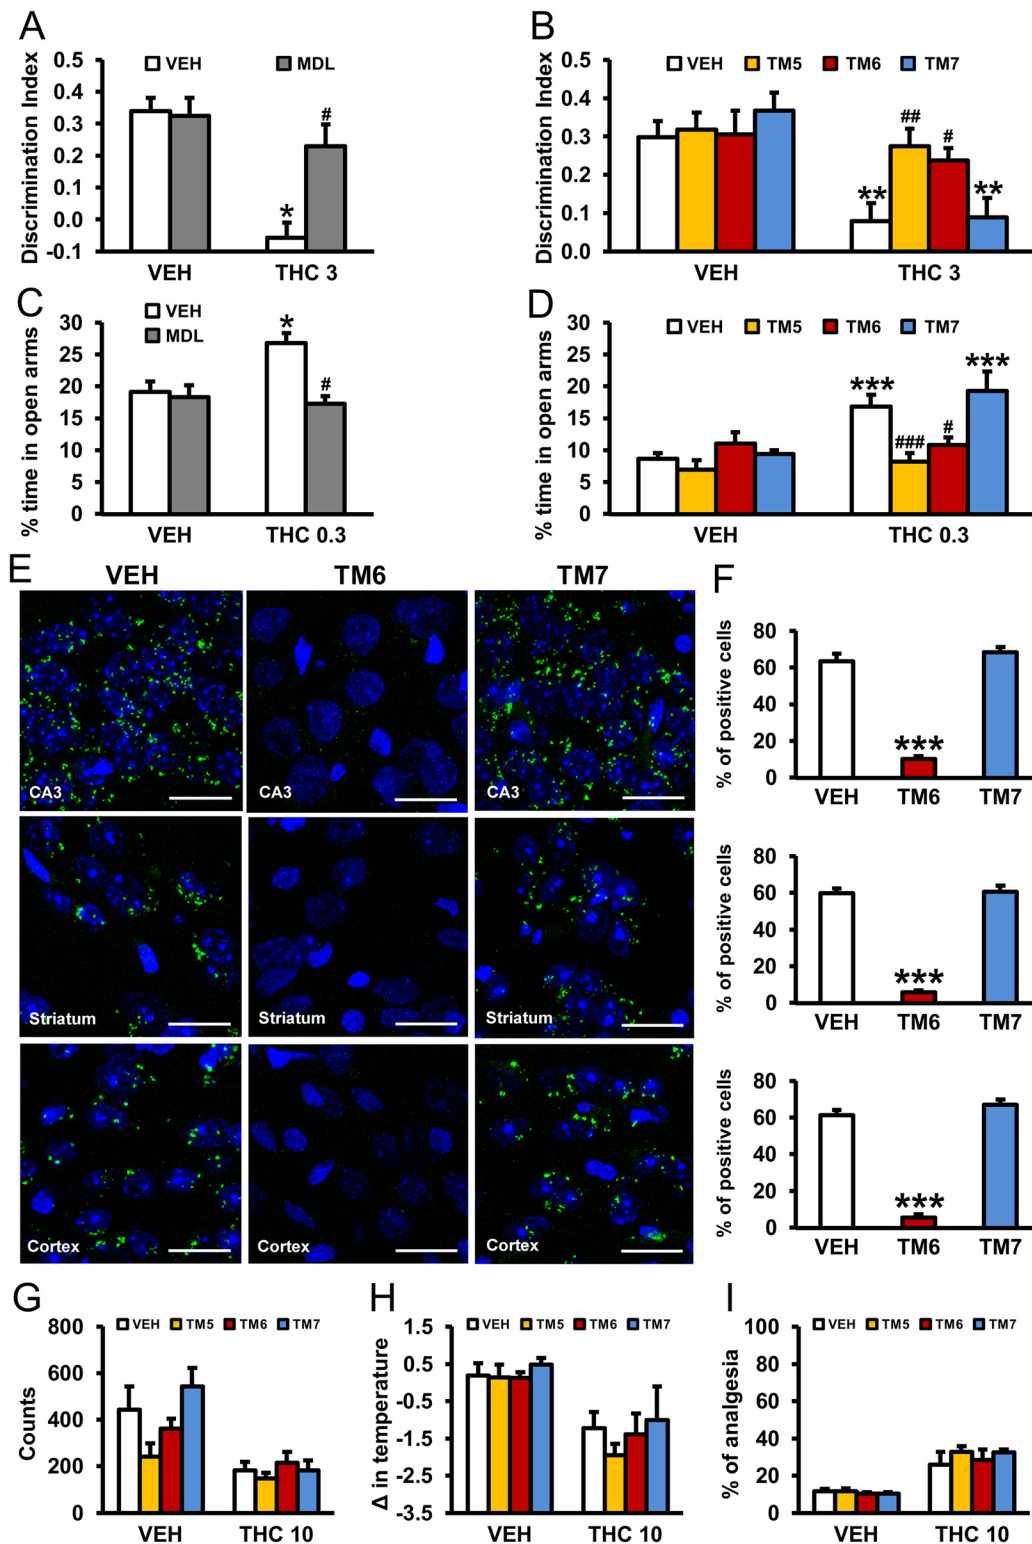 A
Discrimination Index
0.5
0.4
0.3
0.2
0.1
0.0
-0.1
VEH
MDL
#
*
VEH
THC 3
B
Discrimination Index
0.5
0.4
0.3
0.2
0.1
0.0
VEH
TM5
TM6
TM7
**
##
#
**
VEH
THC 3
C
% time in open arms
30
25
20
15
10
5
0
VEH
MDL
*
#
VEH
THC 0.3
D
% time in open arms
30
25
20
15
10
5
0
VEH
TM5
TM6
TM7
***
###
#
***
VEH
THC 0.3
E
VEH
TM6
TM7
CA3
CA3
CA3
Striatum
Striatum
Striatum
Cortex
Cortex
Cortex
F
% of positive cells
80
60
40
20
0
***
VEH
TM6
TM7
% of positive cells
80
60
40
20
0
***
VEH
TM6
TM7
% of positive cells
80
60
40
20
0
***
VEH
TM6
TM7
G
Counts
800
600
400
200
0
VEH
TM5
TM6
TM7
VEH
THC 10
H
Δ in temperature
1.5
0.5
-0.5
-1.5
-2.5
-3.5
VEH
TM5
TM6
TM7
VEH
THC 10
I
% of analgesia
100
80
60
40
20
0
VEH
TM5
TM6
TM7
VEH
THC 10